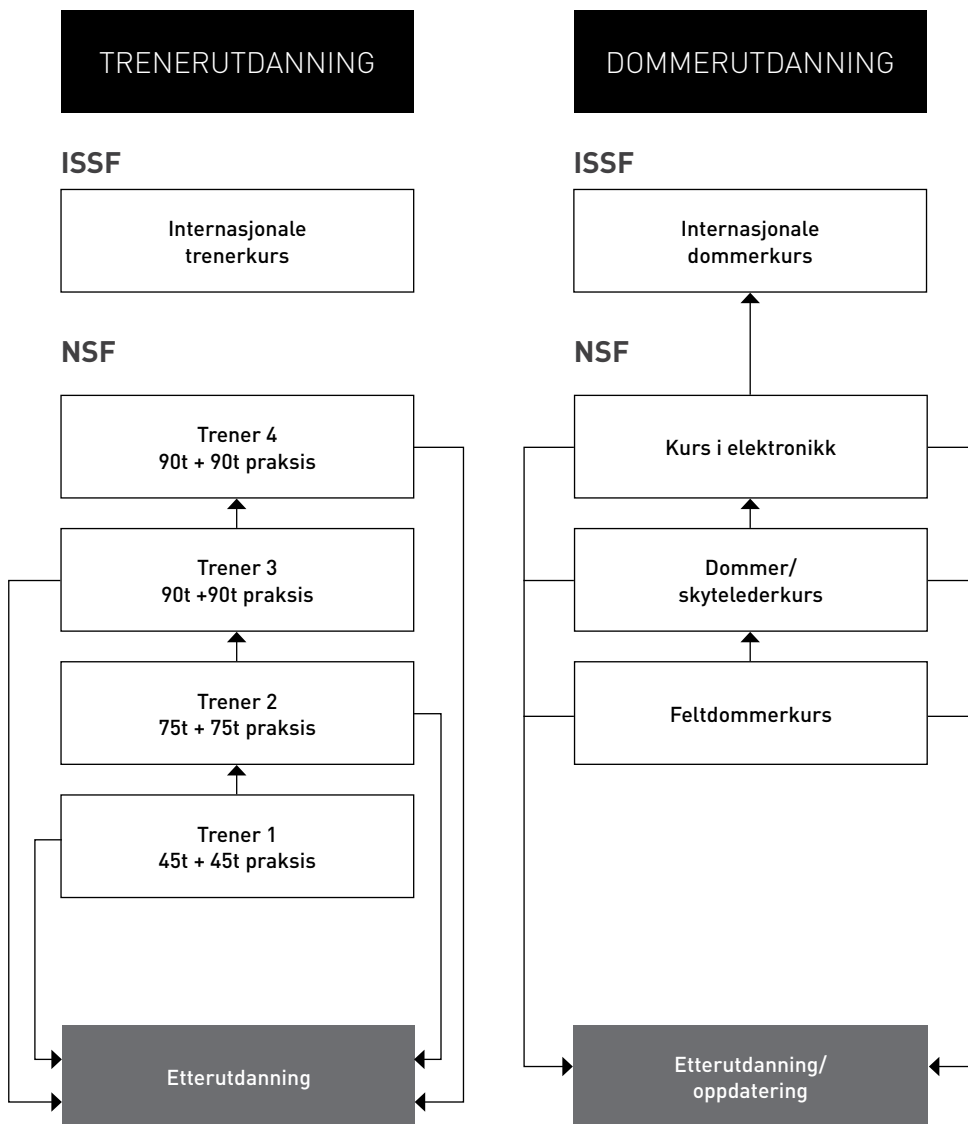 TRENERUTDANNING
ISSF
Internasjonale
trenerkurs
NSF
Trener 4
90t + 90t praksis
Trener 3
90t +90t praksis
Trener 2
75t + 75t praksis
Trener 1
45t + 45t praksis
Etterutdanning
DOMMERUTDANNING
ISSF
Internasjonale
dommerkurs
NSF
Kurs i elektronikk
Dommer/
skytelederkurs
Feltdommerkurs
Etterutdanning/
oppdatering